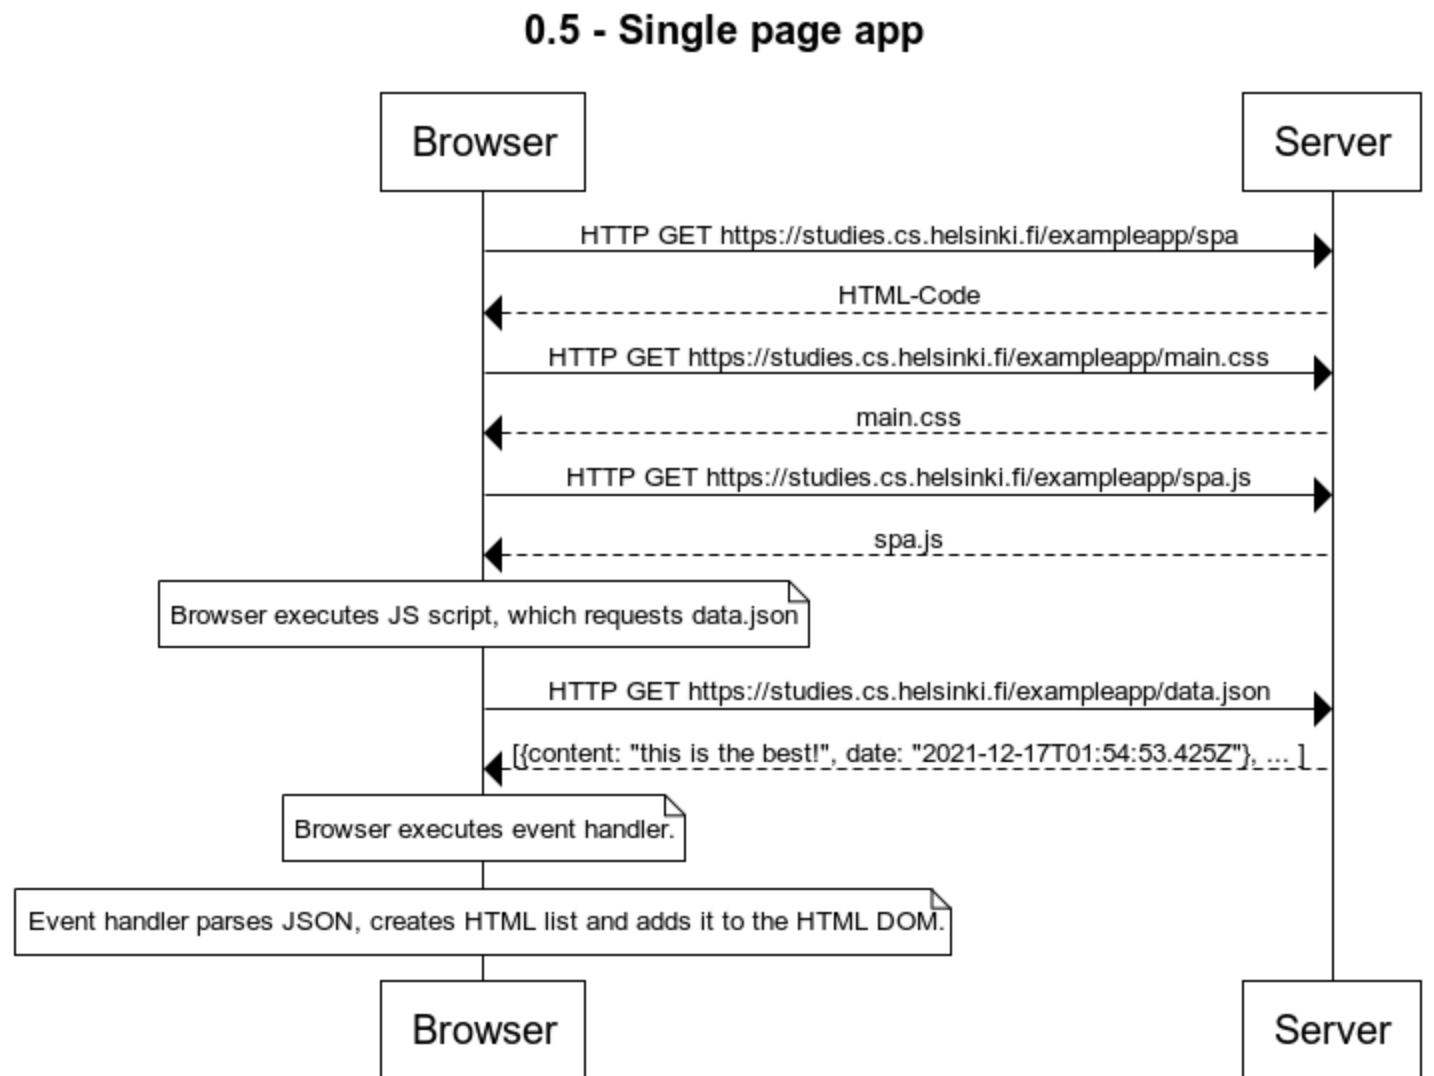 0.5 - Single page app
Browser
Server
HTTP GET https://studies.cs.helsinki.fi/exampleapp/spa
HTML-Code
HTTP GET https://studies.cs.helsinki.fi/exampleapp/main.css
main.css
HTTP GET https://studies.cs.helsinki.fi/exampleapp/spa.js
spa.js
Browser executes JS script, which requests data.json
HTTP GET https://studies.cs.helsinki.fi/exampleapp/data.json
[{content: "this is the best!", date: "2021-12-17T01:54:53.425Z"}, ... ]
Browser executes event handler.
Event handler parses JSON, creates HTML list and adds it to the HTML DOM.
Browser
Server